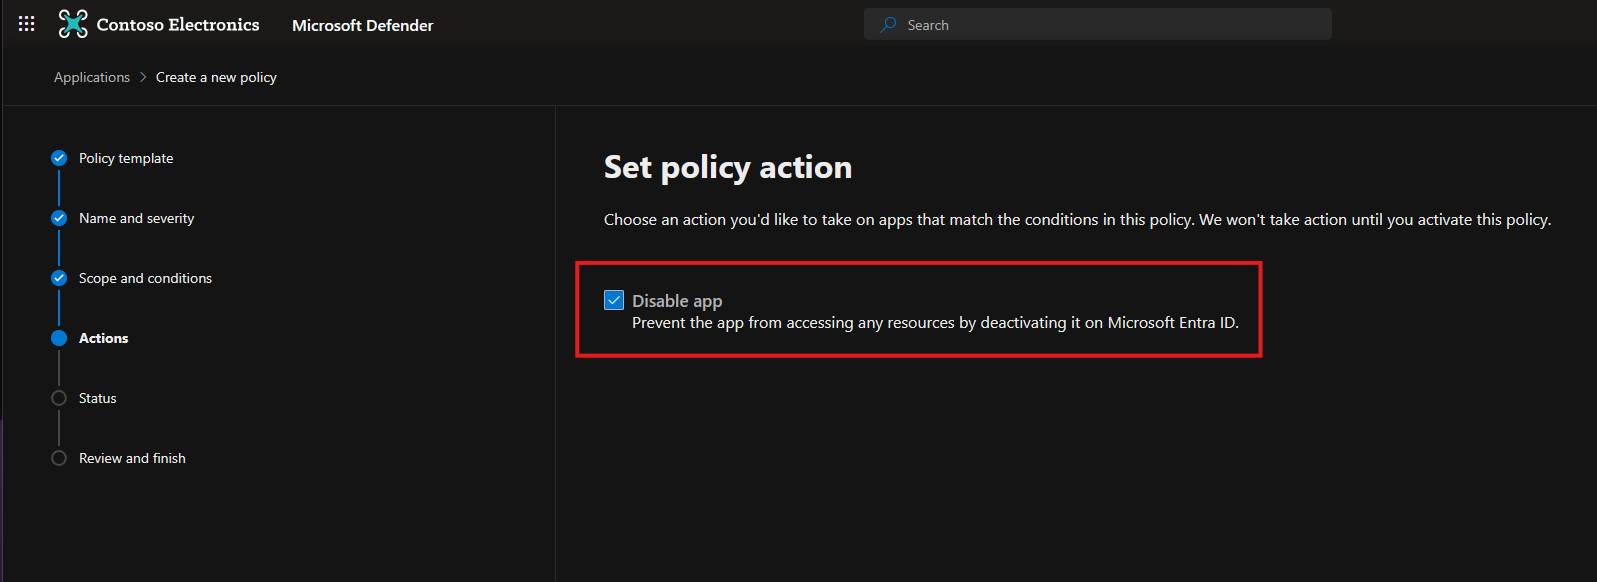 Contoso Electronics
Microsoft Defender
Search
Applications > Create a new policy
Policy template
Name and severity
Scope and conditions
Actions
Status
Review and finish
Set policy action
Choose an action you'd like to take on apps that match the conditions in this policy. We won't take action until you activate this policy.
Disable app
Prevent the app from accessing any resources by deactivating it on Microsoft Entra ID.